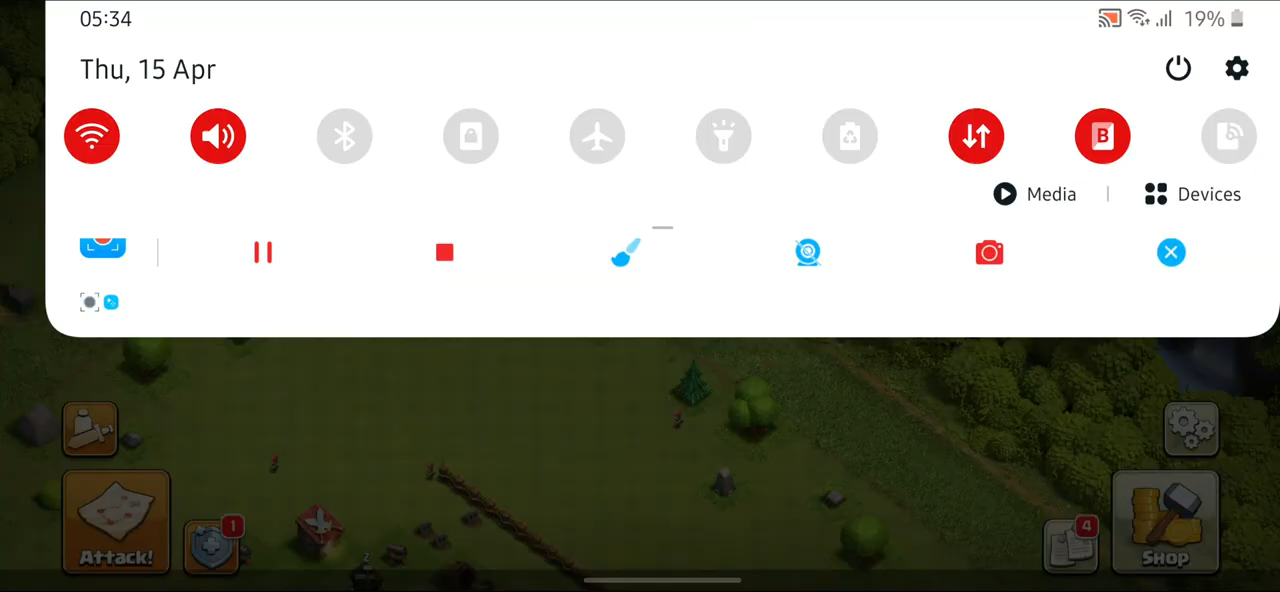 05:34
19%
Thu, 15 Apr
B
Media
Devices
Attack!
1
z
4
Shop